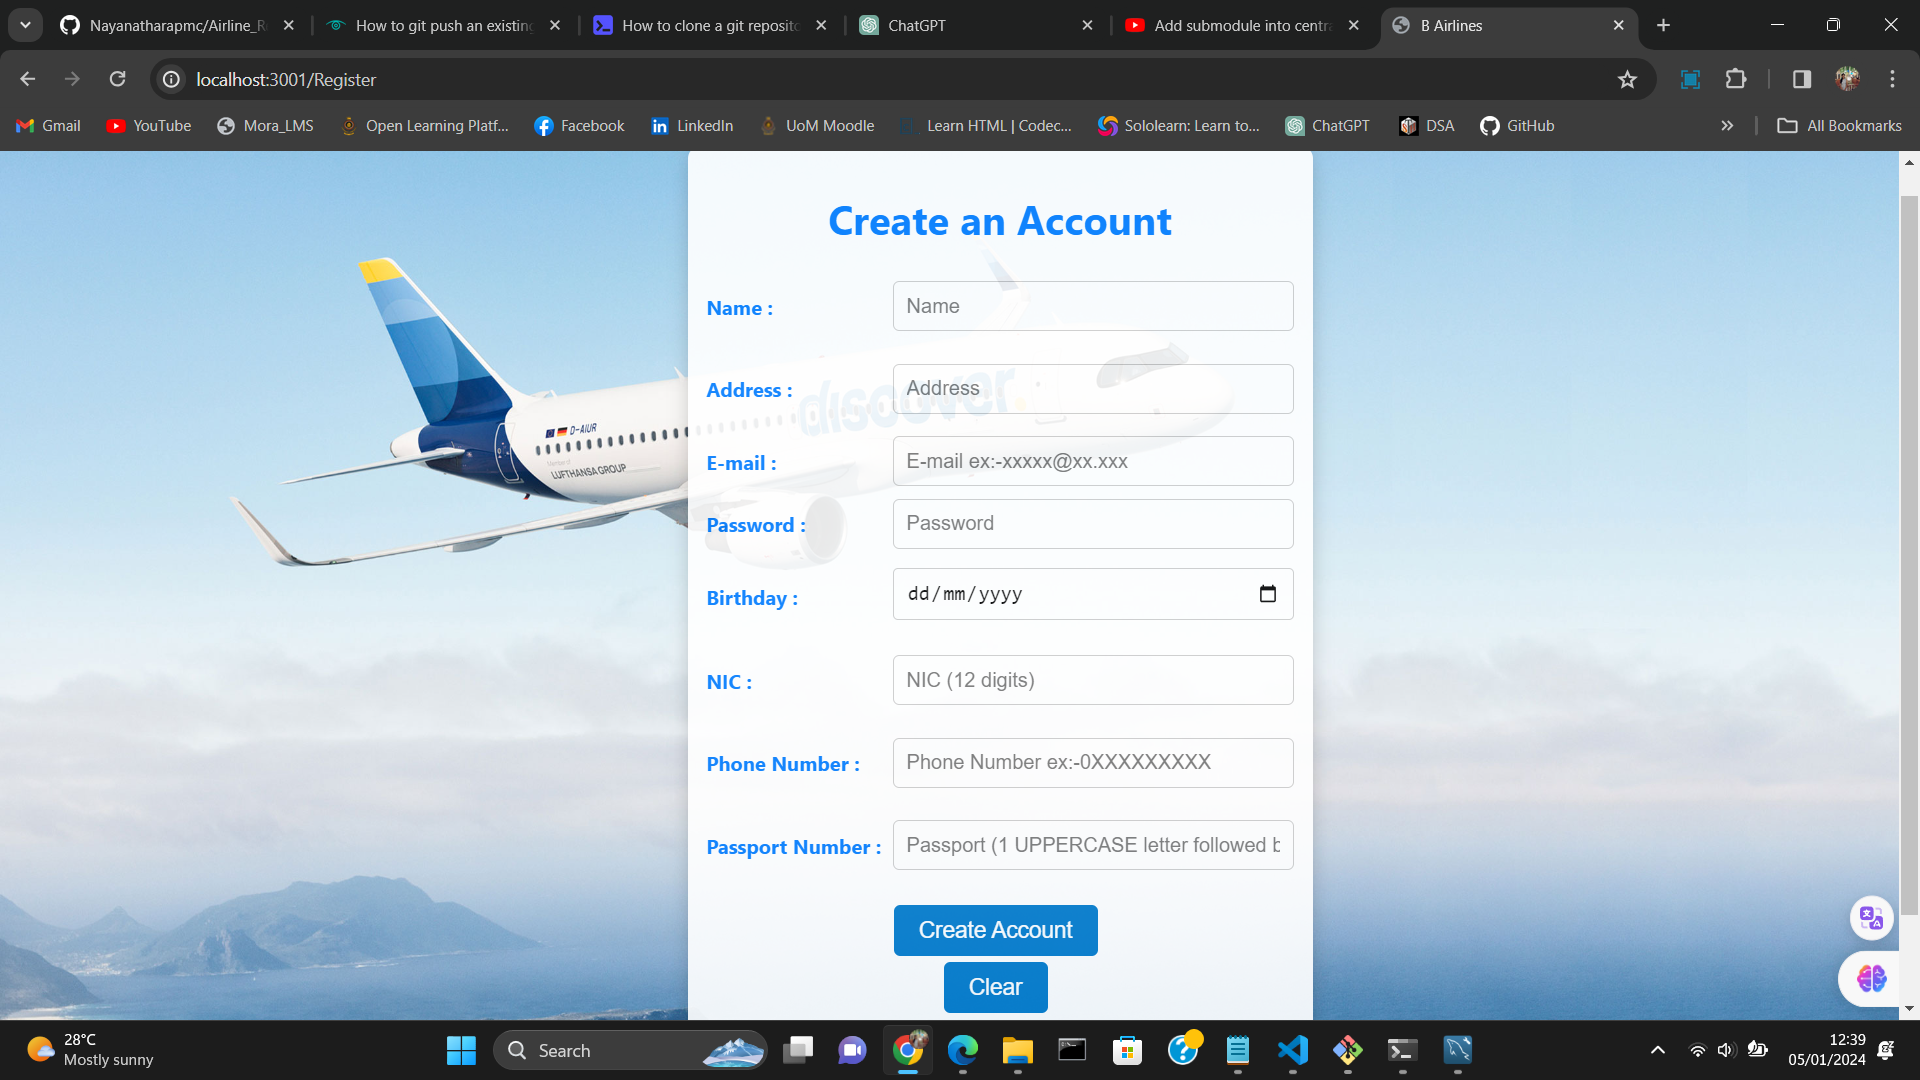 Nayanatharapmc/Airline_R
How to git push an existing
How to clone a git reposito
ChatGPT
Add submodule into centra
B Airlines
localhost:3001/Register
Gmail
YouTube
Mora_LMS
Open Learning Platf...
Facebook
LinkedIn
UoM Moodle
Learn HTML | Codec...
Sololearn: Learn to...
ChatGPT
DSA
GitHub
All Bookmarks
Create an Account
Name :
Name
Address :
Address
E-mail :
E-mail ex:-xxxxx@xx.xxx
Password :
Password
Birthday :
dd/mm/yyyy
NIC :
NIC (12 digits)
Phone Number :
Phone Number ex:-0XXXXXXXXX
Passport Number :
Passport (1 UPPERCASE letter followed b
Create Account
Clear
discover
D-AIUR
Member of
LUFTHANSA GROUP
28°C
Mostly sunny
Search
12:39
05/01/2024